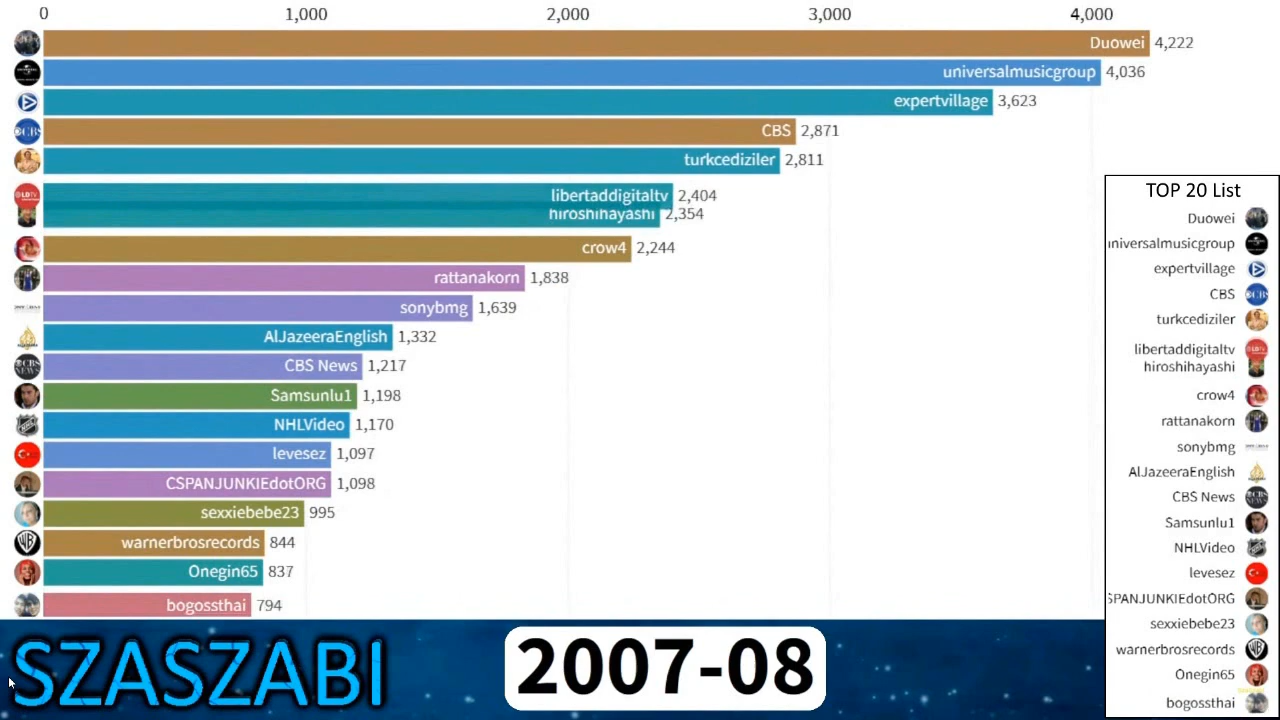 0 1,000 2,000 3,000 4,000
Duowei 4,222
universalmusicgroup 4,036
expertvillage 3,623
CBS 2,871
turkcediziler 2,811
libertaddigitaltv 2,404
hiroshihayashi 2,354
crow4 2,244
rattanakorn 1,838
sonybmg 1,639
AlJazeeraEnglish 1,332
CBS News 1,217
Samsunlu1 1,198
NHLVideo 1,170
levesez 1,097
CSPANJUNKIEdotORG 1,098
sexxiebebe23 995
warnerbrosrecords 844
Onegin65 837
bogossthai 794
TOP 20 List
Duowei
universalmusicgroup
expertvillage
CBS
turkcediziler
libertaddigitaltv
hiroshihayashi
crow4
rattanakorn
sonybmg
AlJazeeraEnglish
CBS News
Samsunlu1
NHLVideo
levesez
SPANJUNKIEdotORG
sexxiebebe23
warnerbrosrecords
Onegin65
bogossthai
SZASZABI
2007-08